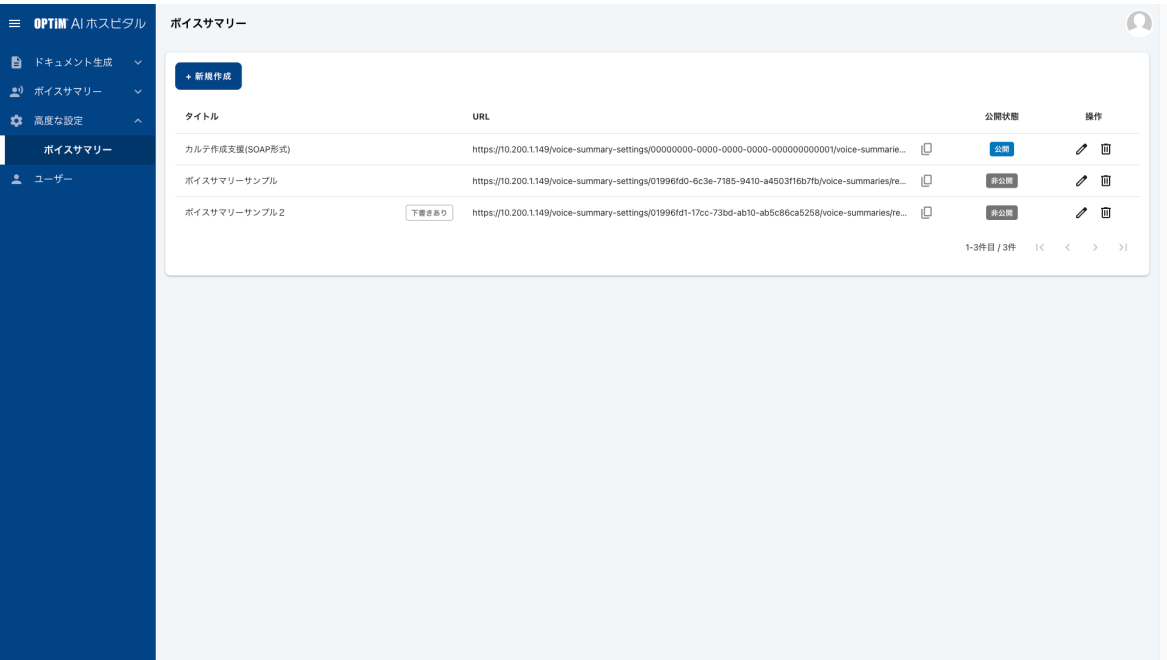 OPTiM AI ホスピタル
ボイスサマリー
ドキュメント生成
ボイスサマリー
高度な設定
ボイスサマリー
ユーザー
+ 新規作成
タイトル URL 公開状態 操作
カルテ作成支援(SOAP形式) https://10.200.1.149/voice-summary-settings/00000000-0000-0000-0000-000000000001/voice-summarie... 公開
ボイスサマリーサンプル https://10.200.1.149/voice-summary-settings/01996fd0-6c3e-7185-9410-a4503f16b7fb/voice-summaries/re... 非公開
ボイスサマリーサンプル２ 下書きあり https://10.200.1.149/voice-summary-settings/01996fd1-17cc-73bd-ab10-ab5c86ca5258/voice-summaries/re... 非公開
1-3件目 / 3件